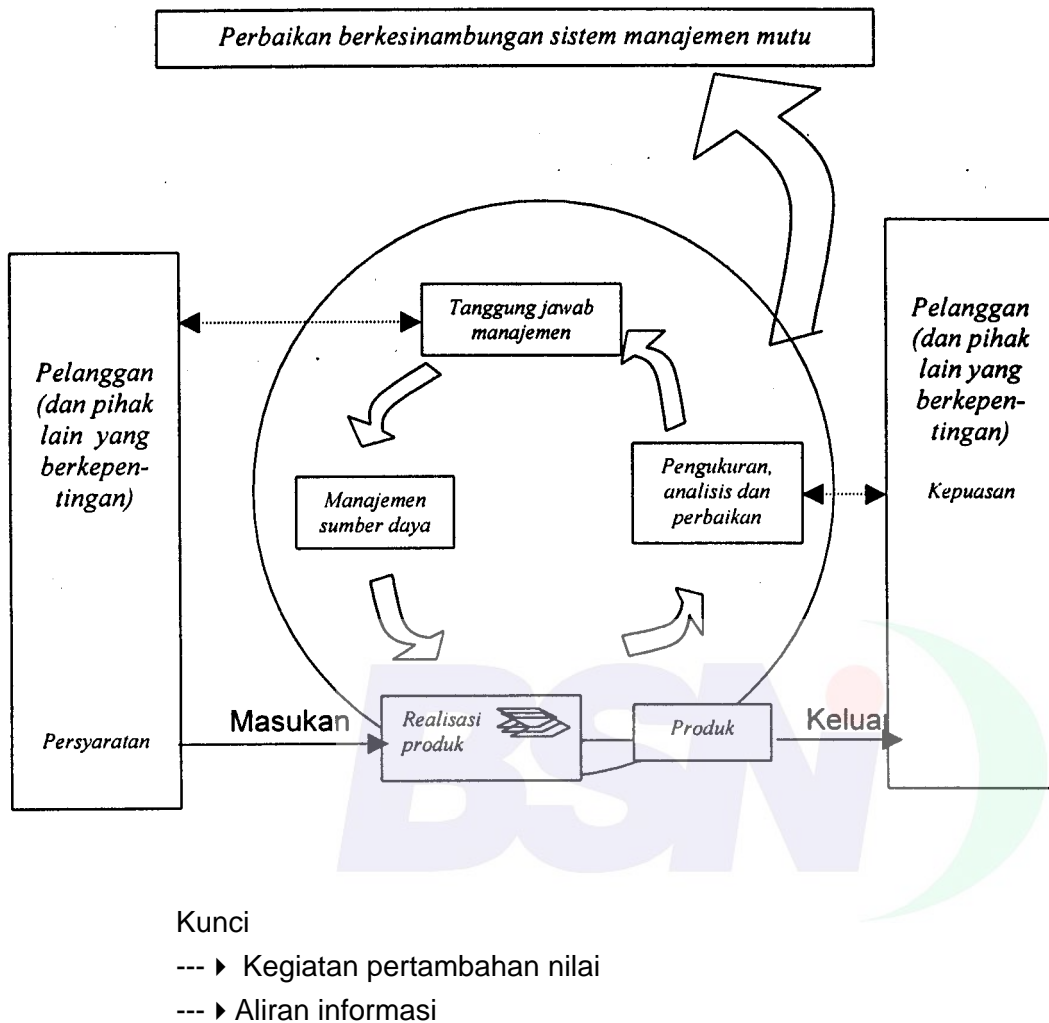 Perbaikan berkesinambungan sistem manajemen mutu
Pelanggan
(dan pihak
lain yang
berkepen-
tingan)
Persyaratan
Tanggung jawab
manajemen
Manajemen
sumber daya
Pengukuran,
analisis dan
perbaikan
Pelanggan
(dan pihak
lain yang
berkepen-
tingan)
Kepuasan
Masukan
Realisasi
produk
Produk
Keluar
BSN
Kunci
--- ▶ Kegiatan pertambahan nilai
--- ▶ Aliran informasi